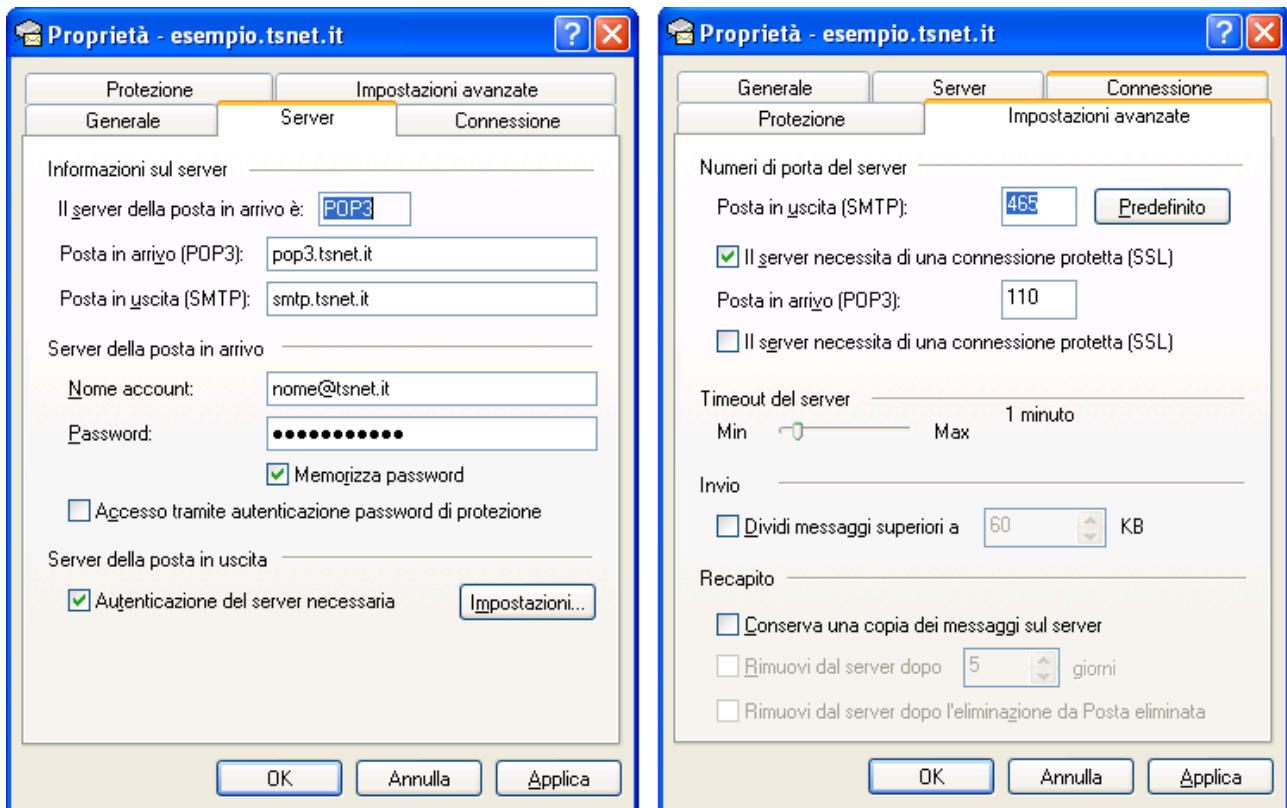 Proprietà - esempio.tsnet.it
Protezione Impostazioni avanzate
Generale Server Connessione
Informazioni sul server
Il server della posta in arrivo è: POP3
Posta in arrivo (POP3): pop3.tsnet.it
Posta in uscita (SMTP): smtp.tsnet.it
Server della posta in arrivo
Nome account: nome@tsnet.it
Password: ●●●●●●●●●●●
Memorizza password
Accesso tramite autenticazione password di protezione
Server della posta in uscita
Autenticazione del server necessaria Impostazioni...
OK Annulla Applica
Proprietà - esempio.tsnet.it
Generale Server Connessione
Protezione Impostazioni avanzate
Numeri di porta del server
Posta in uscita (SMTP): 465 Predefinito
Il server necessita di una connessione protetta (SSL)
Posta in arrivo (POP3): 110
Il server necessita di una connessione protetta (SSL)
Timeout del server
Min Max 1 minuto
Invio
Dividi messaggi superiori a 60 KB
Recapito
Conserva una copia dei messaggi sul server
Rimuovi dal server dopo 5 giorni
Rimuovi dal server dopo l'eliminazione da Posta eliminata
OK Annulla Applica